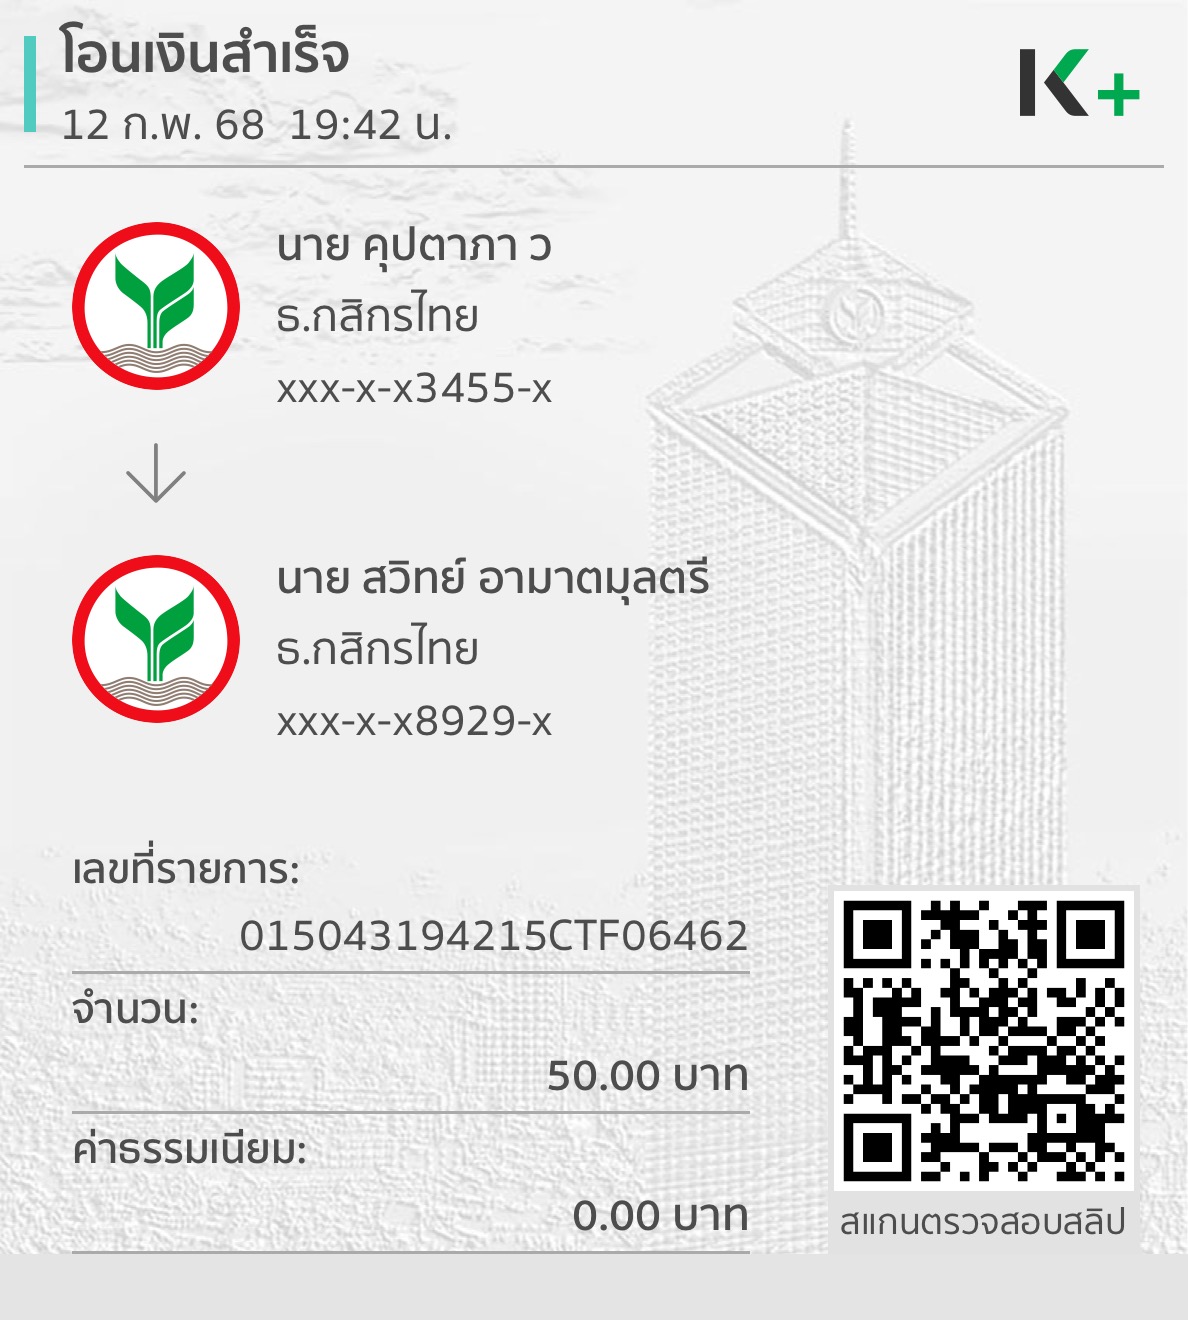 โอนเงินสำเร็จ
12 ก.พ. 68 19:42 น.
K+
นาย คุปตาภา ว
ธ.กสิกรไทย
xxx-x-x3455-x
นาย สวิทย์ อามาตมุลตรี
ธ.กสิกรไทย
xxx-x-x8929-x
เลขที่รายการ:
015043194215CTF06462
จำนวน:
50.00 บาท
ค่าธรรมเนียม:
0.00 บาท
สแกนตรวจสอบสลิป